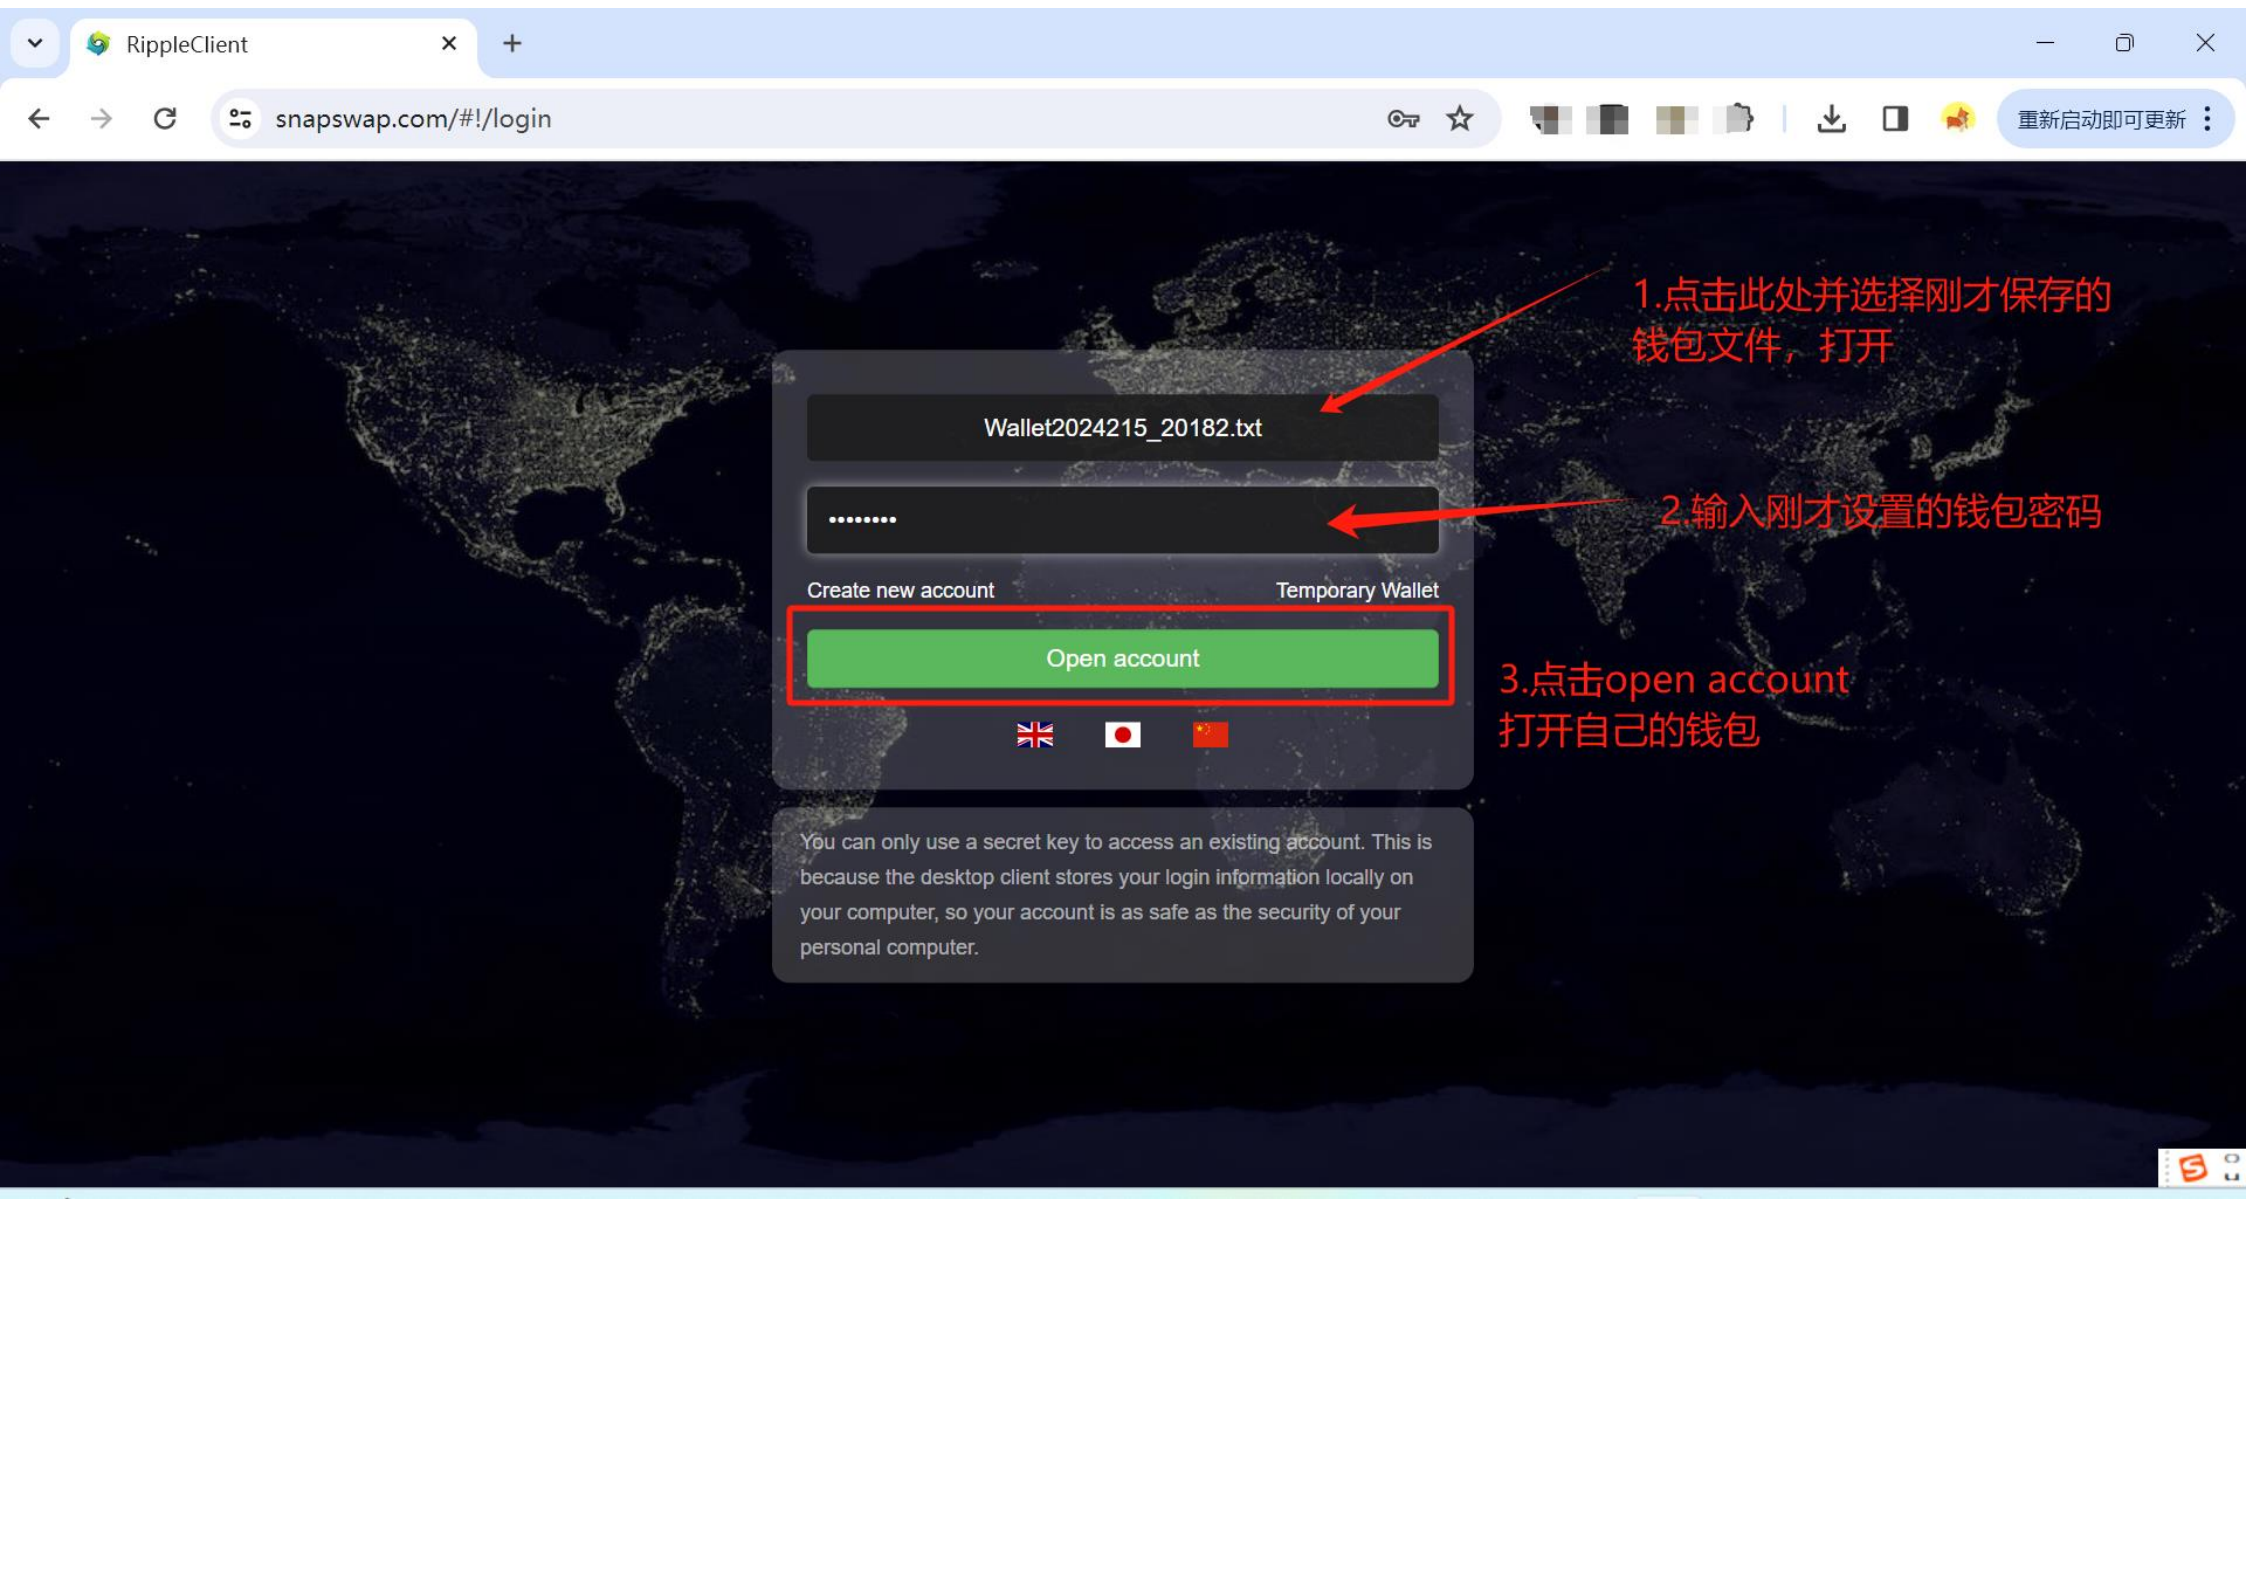 RippleClient
snapswap.com/#!/login
重新启动即可更新
1.点击此处并选择刚才保存的
钱包文件，打开
Wallet2024215_20182.txt
••••••••
2.输入刚才设置的钱包密码
Create new account
Temporary Wallet
Open account
3.点击open account
打开自己的钱包
You can only use a secret key to access an existing account. This is
because the desktop client stores your login information locally on
your computer, so your account is as safe as the security of your
personal computer.